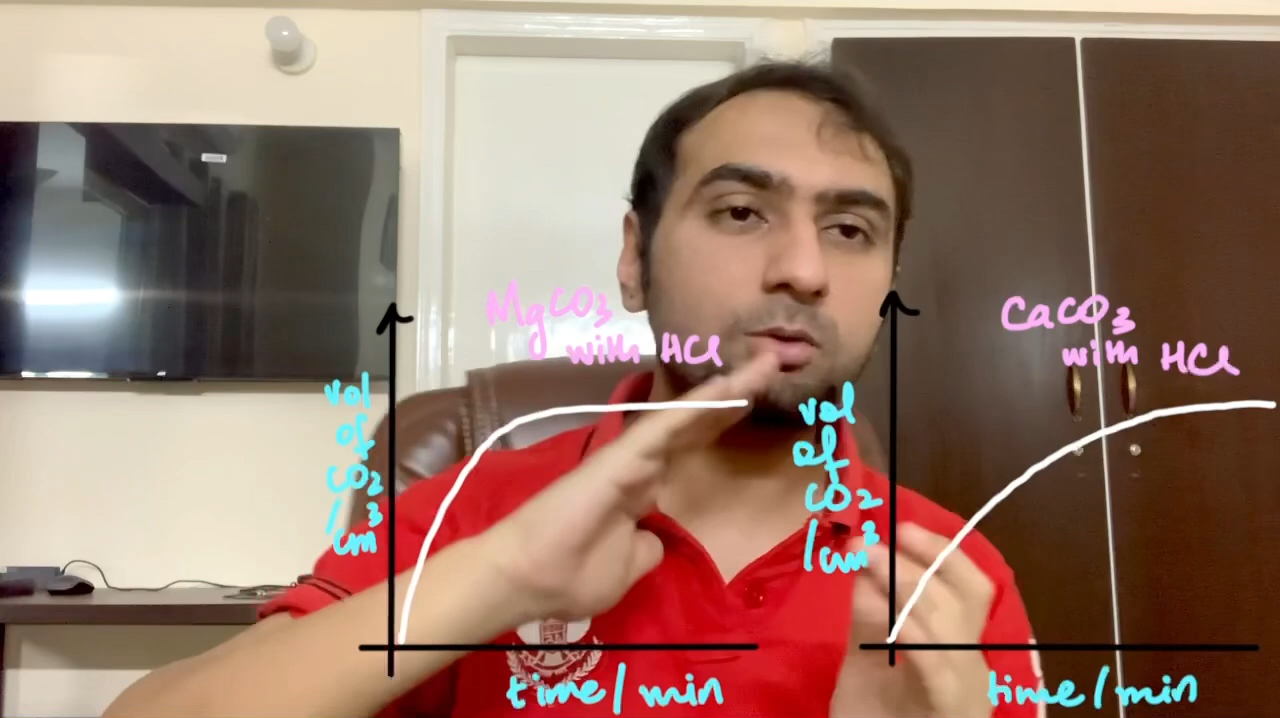 MgCO3
with HCl
vol
of
CO2
/cm3
time/min
CaCO3
with HCl
vol
of
CO2
/cm3
time/min